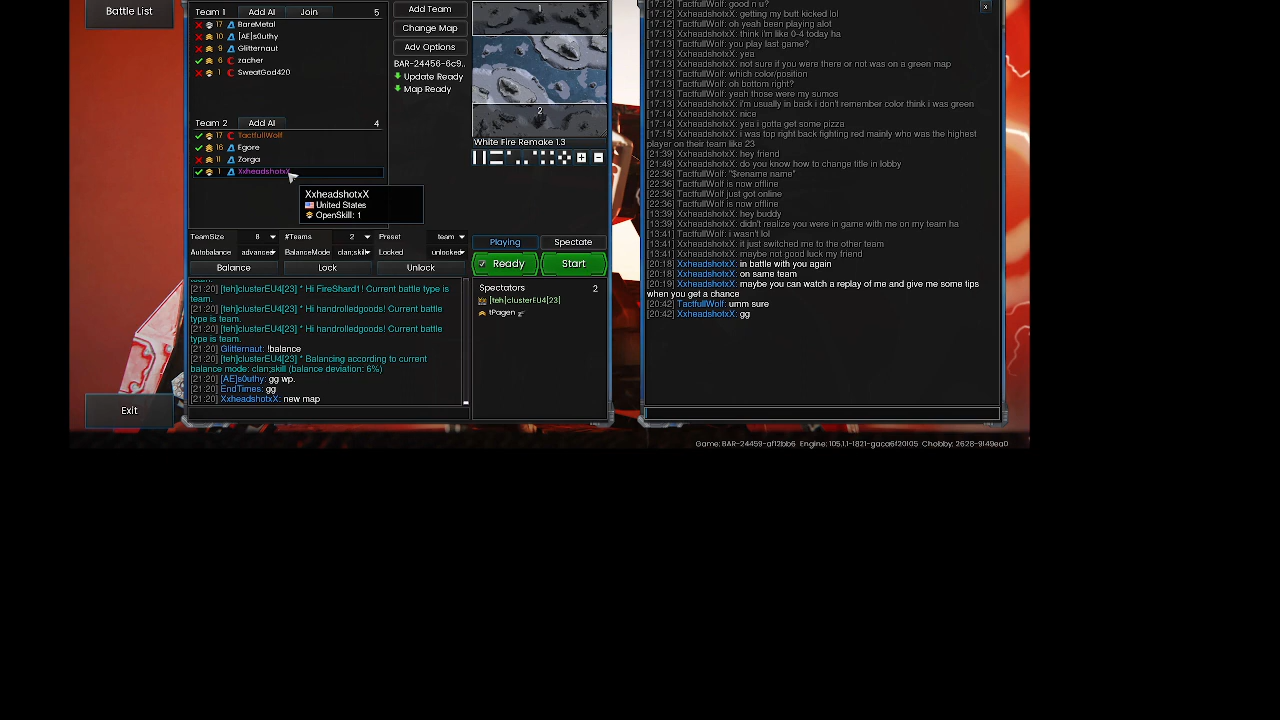 Battle List
Team 1 Add AI Join 5
17 BareMetal
10 [AE]s0uthy
9 Glitternaut
6 zacher
1 SweatGod420
Team 2 Add AI 4
17 TactfullWolf
16 Egore
11 Zorga
1 XxheadshotxX
XxheadshotxX
United States
OpenSkill: 1
TeamSize 8 #Teams 2 Preset team
Autobalance advanced BalanceMode clan;skill Locked unlocked
Balance Lock Unlock
team.
[21:20] [teh]clusterEU4[23] * Hi FireShard1! Current battle type is
team.
[21:20] [teh]clusterEU4[23] * Hi handrolledgoods! Current battle
type is team.
[21:20] [teh]clusterEU4[23] * Hi handrolledgoods! Current battle
type is team.
[21:20] Glitternaut: !balance
[21:20] [teh]clusterEU4[23] * Balancing according to current
balance mode: clan;skill (balance deviation: 6%)
[21:20] [AE]s0uthy: gg wp.
[21:20] EndTimes: gg
[21:20] XxheadshotxX: new map
Exit
Add Team
Change Map
Adv Options
BAR-24456-6c9..
Update Ready
Map Ready
1
2
White Fire Remake 1.3
Playing Spectate
Ready Start
Spectators 2
[teh]clusterEU4[23]
tPagen
[17:12] TactfullWolf: good n u?
[17:12] XxheadshotxX: getting my butt kicked lol
[17:12] TactfullWolf: oh yeah been playing alot
[17:13] XxheadshotxX: think i'm like 0-4 today ha
[17:13] TactfullWolf: you play last game?
[17:13] XxheadshotxX: yea
[17:13] XxheadshotxX: not sure if you were there or not was on a green map
[17:13] TactfullWolf: which color/position
[17:13] TactfullWolf: oh bottom right?
[17:13] TactfullWolf: yeah those were my sumos
[17:13] XxheadshotxX: i'm usually in back i don't remember color think i was green
[17:14] XxheadshotxX: nice
[17:14] XxheadshotxX: yea i gotta get some pizza
[17:15] XxheadshotxX: i was top right back fighting red mainly who was the highest
player on their team like 23
[21:39] XxheadshotxX: hey friend
[21:49] XxheadshotxX: do you know how to change title in lobby
[22:36] TactfullWolf: "$rename name"
[22:36] TactfullWolf is now offline
[22:36] TactfullWolf just got online
[22:36] TactfullWolf is now offline
[13:39] XxheadshotxX: hey buddy
[13:39] XxheadshotxX: didn't realize you were in game with me on my team ha
[13:41] TactfullWolf: i wasn't lol
[13:41] XxheadshotxX: it just switched me to the other team
[13:41] XxheadshotxX: maybe not good luck my friend
[20:18] XxheadshotxX: in battle with you again
[20:18] XxheadshotxX: on same team
[20:19] XxheadshotxX: maybe you can watch a replay of me and give me some tips
when you get a chance
[20:42] TactfullWolf: umm sure
[20:42] XxheadshotxX: gg
Game: BAR-24459-af12bb6 Engine: 105.1.1-1821-gaca6f20105 Chobby: 2628-9149ea0